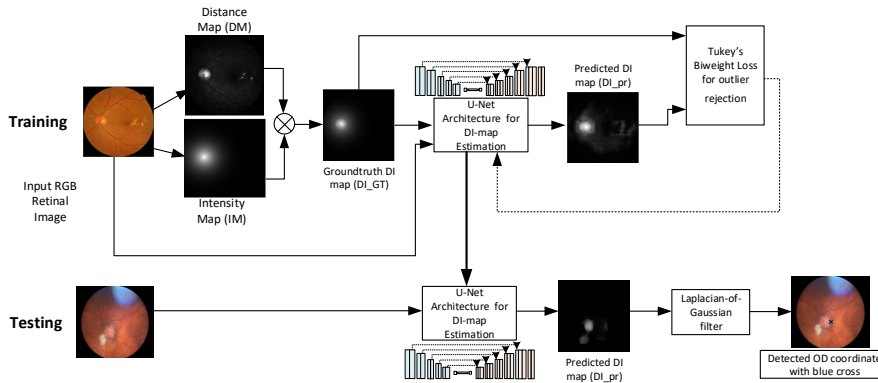 Distance
Map (DM)
Tukey's
Biweight Loss
for outlier
rejection
Predicted DI
map (DI_pr)
U-Net
Architecture for
DI-map
Estimation
Training
Groundtruth DI
map (DI_GT)
Input RGB
Retinal
Image
Intensity
Map (IM)
Testing
U-Net
Architecture for
DI-map
Estimation
Laplacian-of-
Gaussian
filter
Predicted DI
map (DI_pr)
Detected OD coordinate
with blue cross